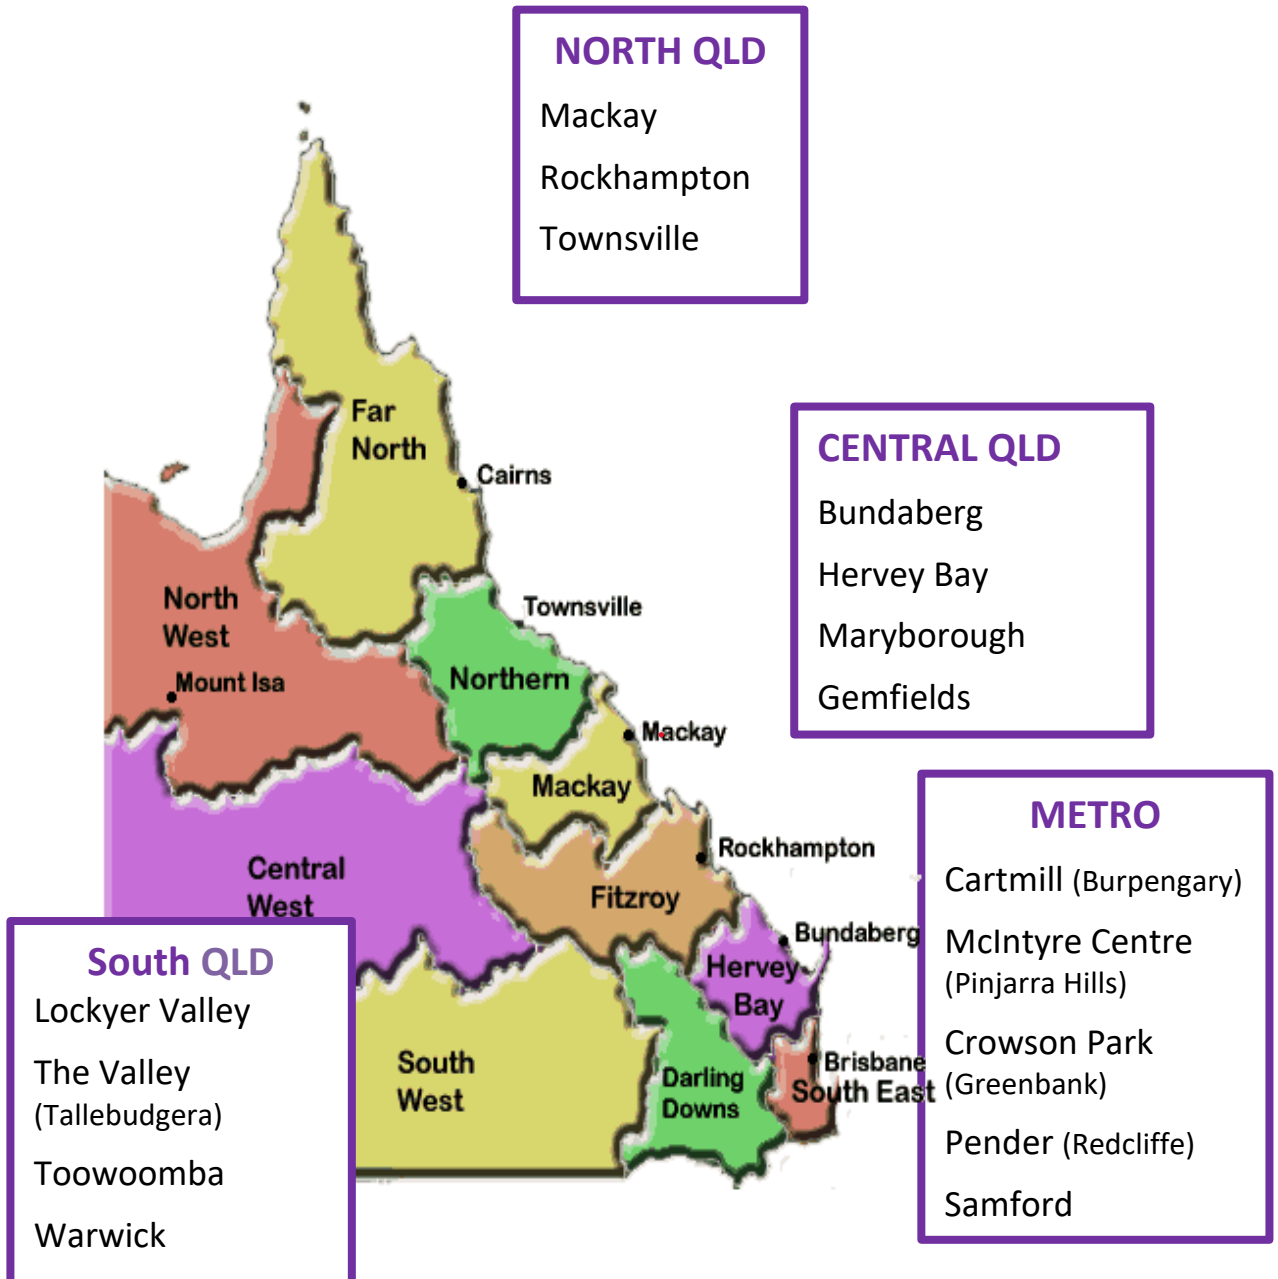 NORTH QLD
Mackay
Rockhampton
Townsville
Far
North
Cairns
CENTRAL QLD
Bundaberg
Hervey Bay
Maryborough
Gemfields
North
West
Mount Isa
Townsville
Northern
Mackay
Mackay
Central
West
Rockhampton
Fitzroy
Bundaberg
Hervey
Bay
METRO
Cartmill (Burpengary)
McIntyre Centre
(Pinjarra Hills)
Crowson Park
(Greenbank)
Pender (Redcliffe)
Samford
South QLD
Lockyer Valley
The Valley
(Tallebudgera)
Toowoomba
Warwick
South
West
Darling
Downs
Brisbane
South East